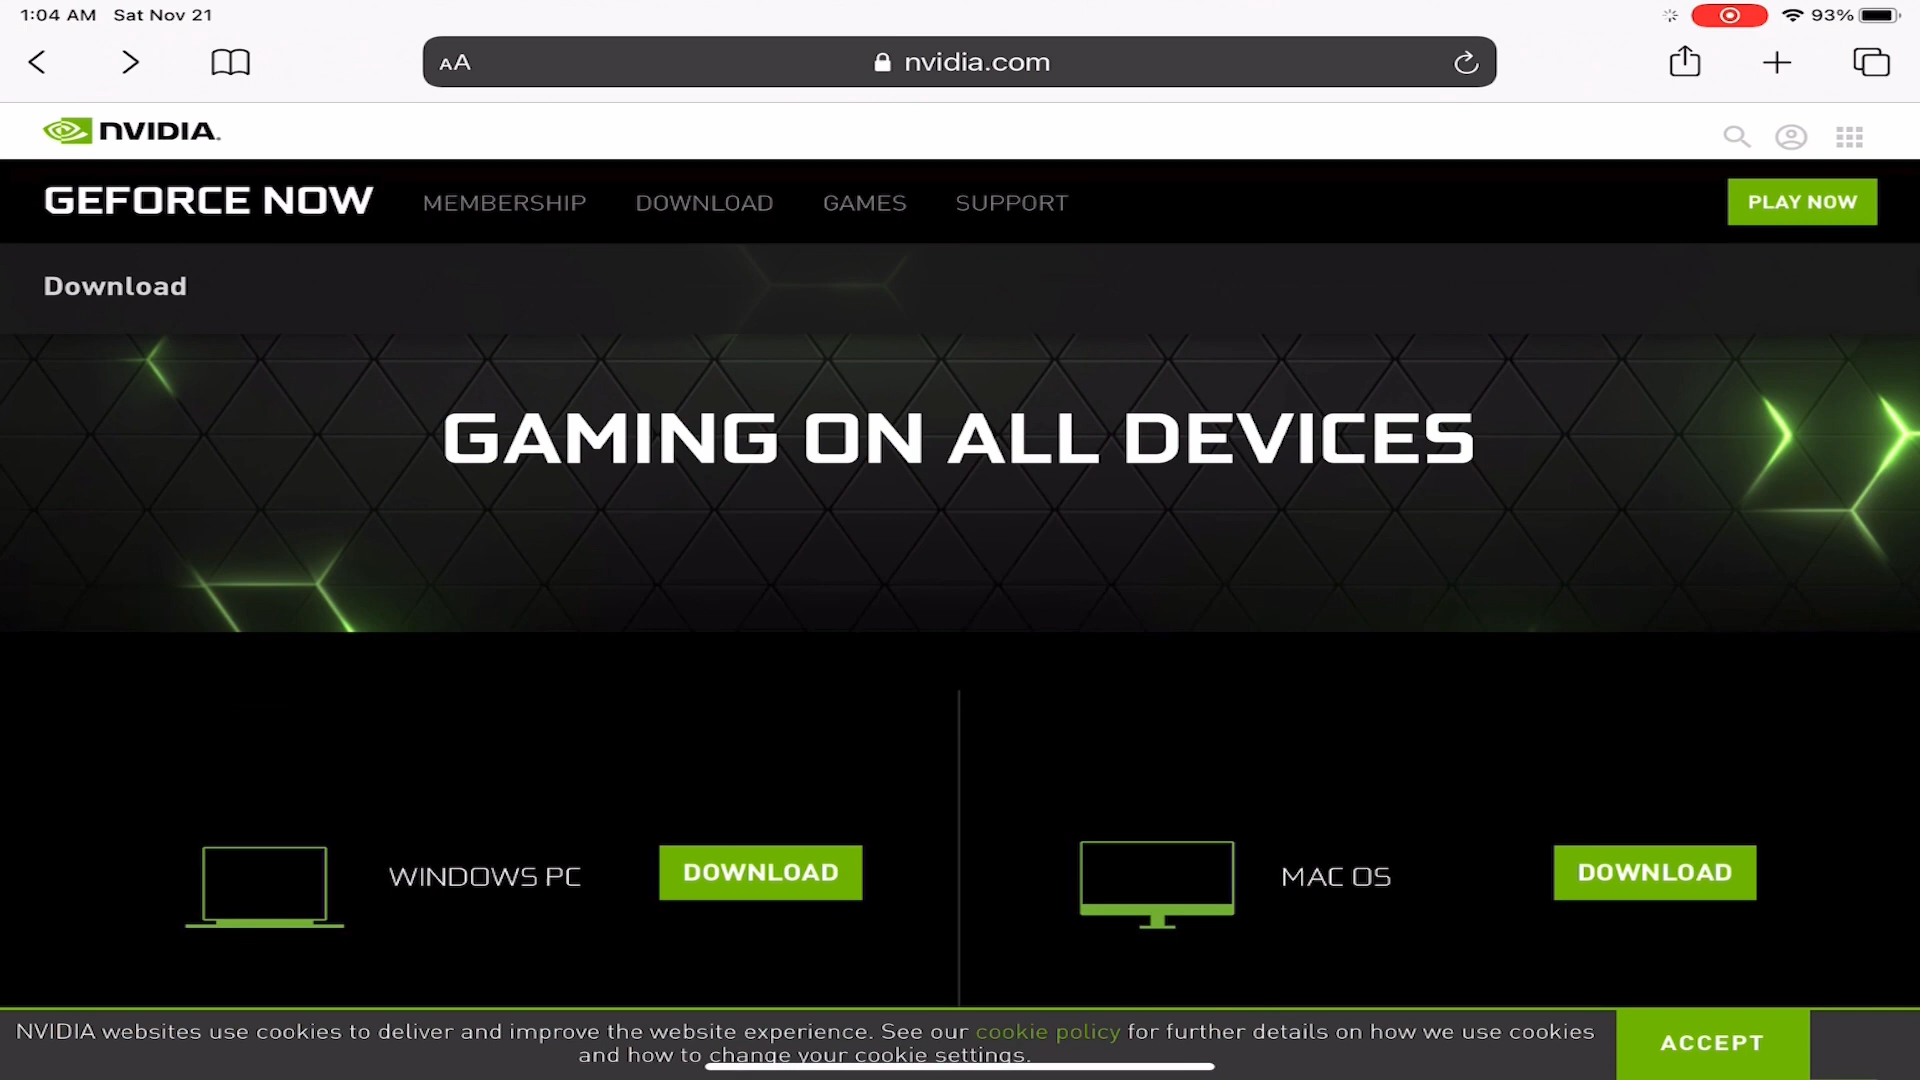 1:04 AM Sat Nov 21
93%
AA
nvidia.com
NVIDIA.
GEFORCE NOW
MEMBERSHIP
DOWNLOAD
GAMES
SUPPORT
PLAY NOW
Download
GAMING ON ALL DEVICES
WINDOWS PC
DOWNLOAD
MAC OS
DOWNLOAD
NVIDIA websites use cookies to deliver and improve the website experience. See our cookie policy for further details on how we use cookies
and how to change your cookie settings.
ACCEPT